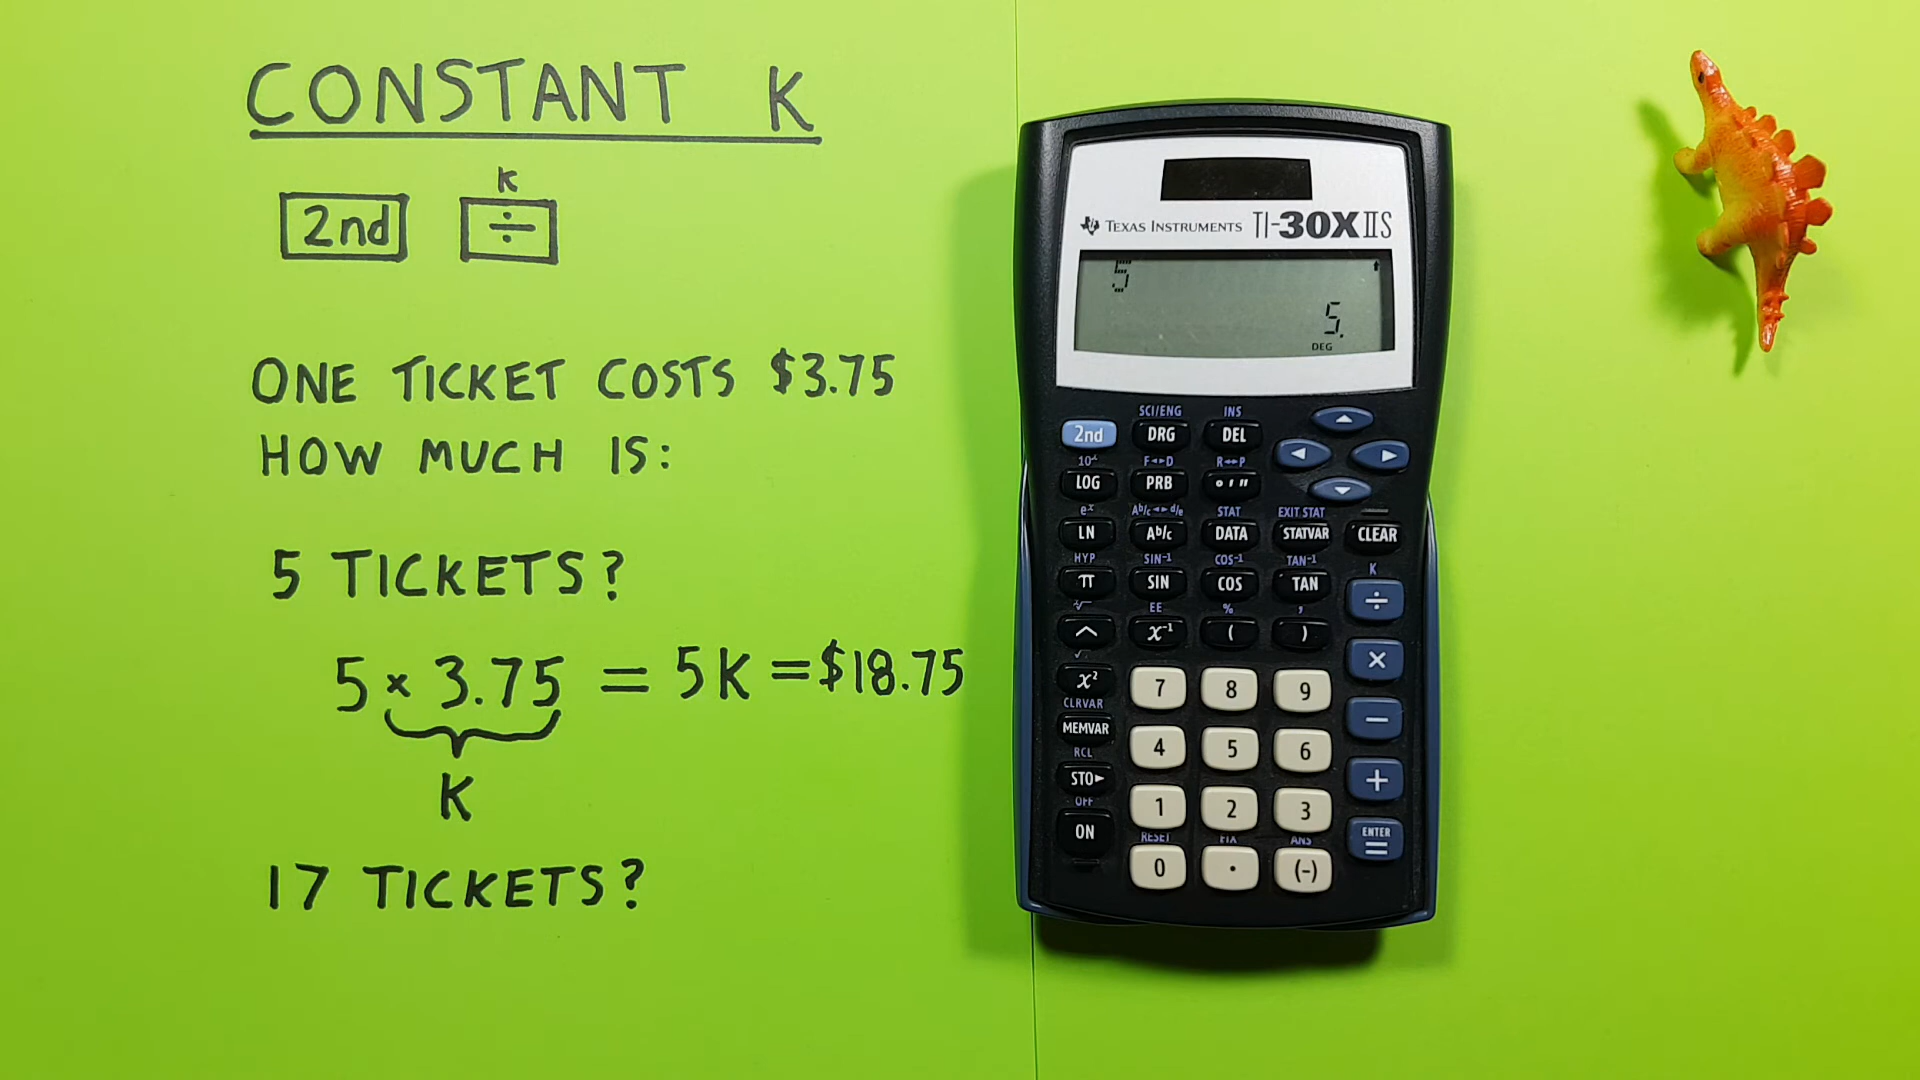 CONSTANT K
K
2nd ÷
ONE TICKET COSTS $3.75
HOW MUCH IS:
5 TICKETS?
5 × 3.75 = 5K = $18.75
K
17 TICKETS?
TEXAS INSTRUMENTS TI-30X IIS
5
5.
DEG
SCI/ENG INS
2nd DRG DEL
10ˣ F◄►D R◄►P
LOG PRB ° ' "
eˣ Ab/c◄►d/e STAT EXIT STAT
LN Ab/c DATA STATVAR CLEAR
HYP SIN⁻¹ COS⁻¹ TAN⁻¹ K
π SIN COS TAN ÷
ˣ√ EE % ,
^ x⁻¹ ( ) ×
√
x² 7 8 9
CLRVAR −
MEMVAR 4 5 6
RCL
STO► 1 2 3 +
OFF
ON ENTER
=
RESET FIX ANS
0 . (-)